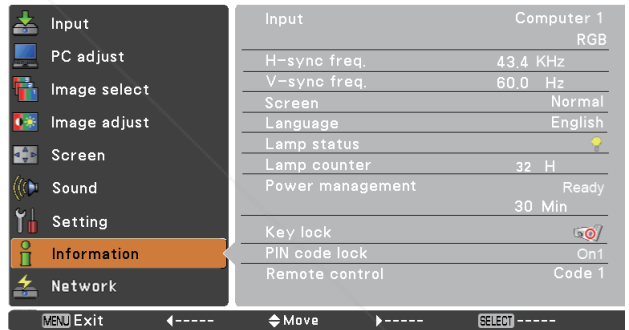 Input
PC adjust
Image select
Image adjust
Screen
Sound
Setting
Information
Network
Input Computer 1
RGB
H-sync freq. 43.4 KHz
V-sync freq. 60.0 Hz
Screen Normal
Language English
Lamp status
Lamp counter 32 H
Power management Ready
30 Min
Key lock
PIN code lock On1
Remote control Code 1
MENU Exit ----- Move ----- SELECT -----